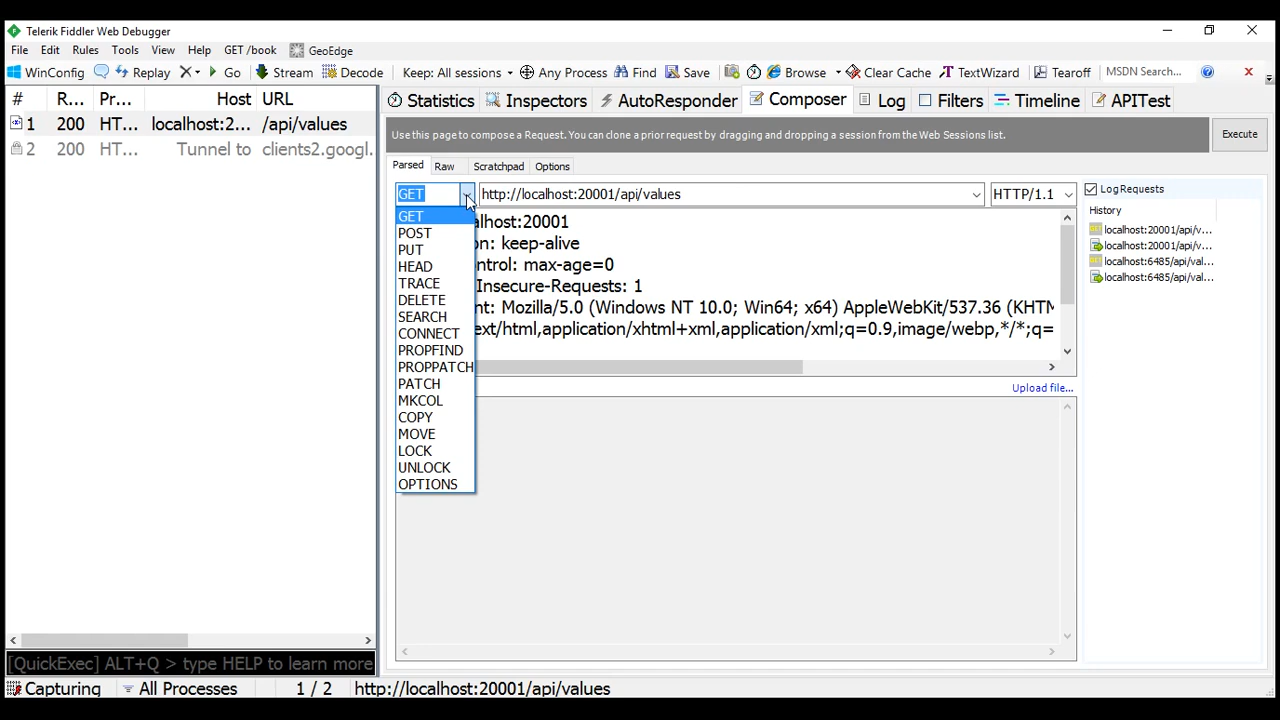 Telerik Fiddler Web Debugger
File Edit Rules Tools View Help GET /book GeoEdge
WinConfig Replay Go Stream Decode Keep: All sessions Any Process Find Save Browse Clear Cache TextWizard Tearoff MSDN Search...
# R... Pr... Host URL
1 200 HT... localhost:2... /api/values
2 200 HT... Tunnel to clients2.googl.
Statistics Inspectors AutoResponder Composer Log Filters Timeline APITest
Use this page to compose a Request. You can clone a prior request by dragging and dropping a session from the Web Sessions list.
Execute
Parsed Raw Scratchpad Options
GET http://localhost:20001/api/values HTTP/1.1
GET
POST
PUT
HEAD
TRACE
DELETE
SEARCH
CONNECT
PROPFIND
PROPPATCH
PATCH
MKCOL
COPY
MOVE
LOCK
UNLOCK
OPTIONS
alhost:20001
on: keep-alive
ntrol: max-age=0
Insecure-Requests: 1
nt: Mozilla/5.0 (Windows NT 10.0; Win64; x64) AppleWebKit/537.36 (KHTM
ext/html,application/xhtml+xml,application/xml;q=0.9,image/webp,*/*;q=
Upload file...
Log Requests
History
localhost:20001/api/v...
localhost:20001/api/v...
localhost:6485/api/val...
localhost:6485/api/val...
[QuickExec] ALT+Q > type HELP to learn more
Capturing All Processes 1 / 2 http://localhost:20001/api/values